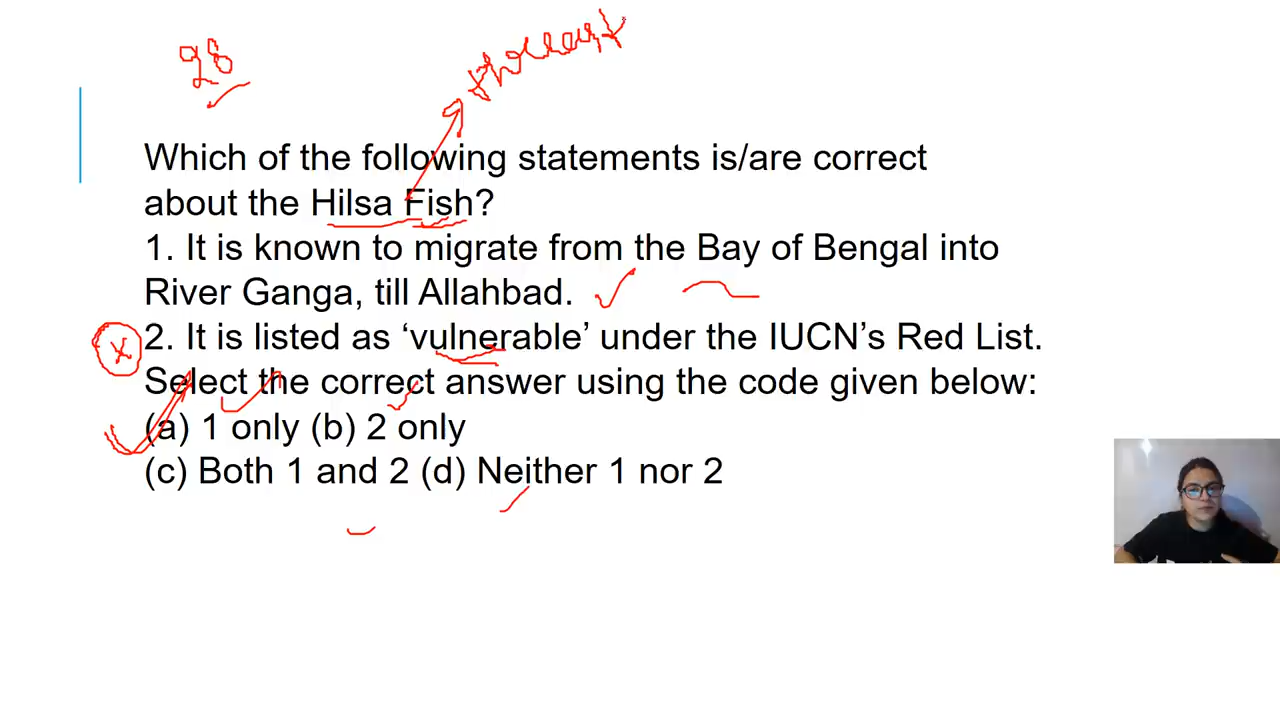 28
threat
Which of the following statements is/are correct
about the Hilsa Fish?
1. It is known to migrate from the Bay of Bengal into
River Ganga, till Allahbad.
2. It is listed as ‘vulnerable’ under the IUCN’s Red List.
Select the correct answer using the code given below:
(a) 1 only (b) 2 only
(c) Both 1 and 2 (d) Neither 1 nor 2